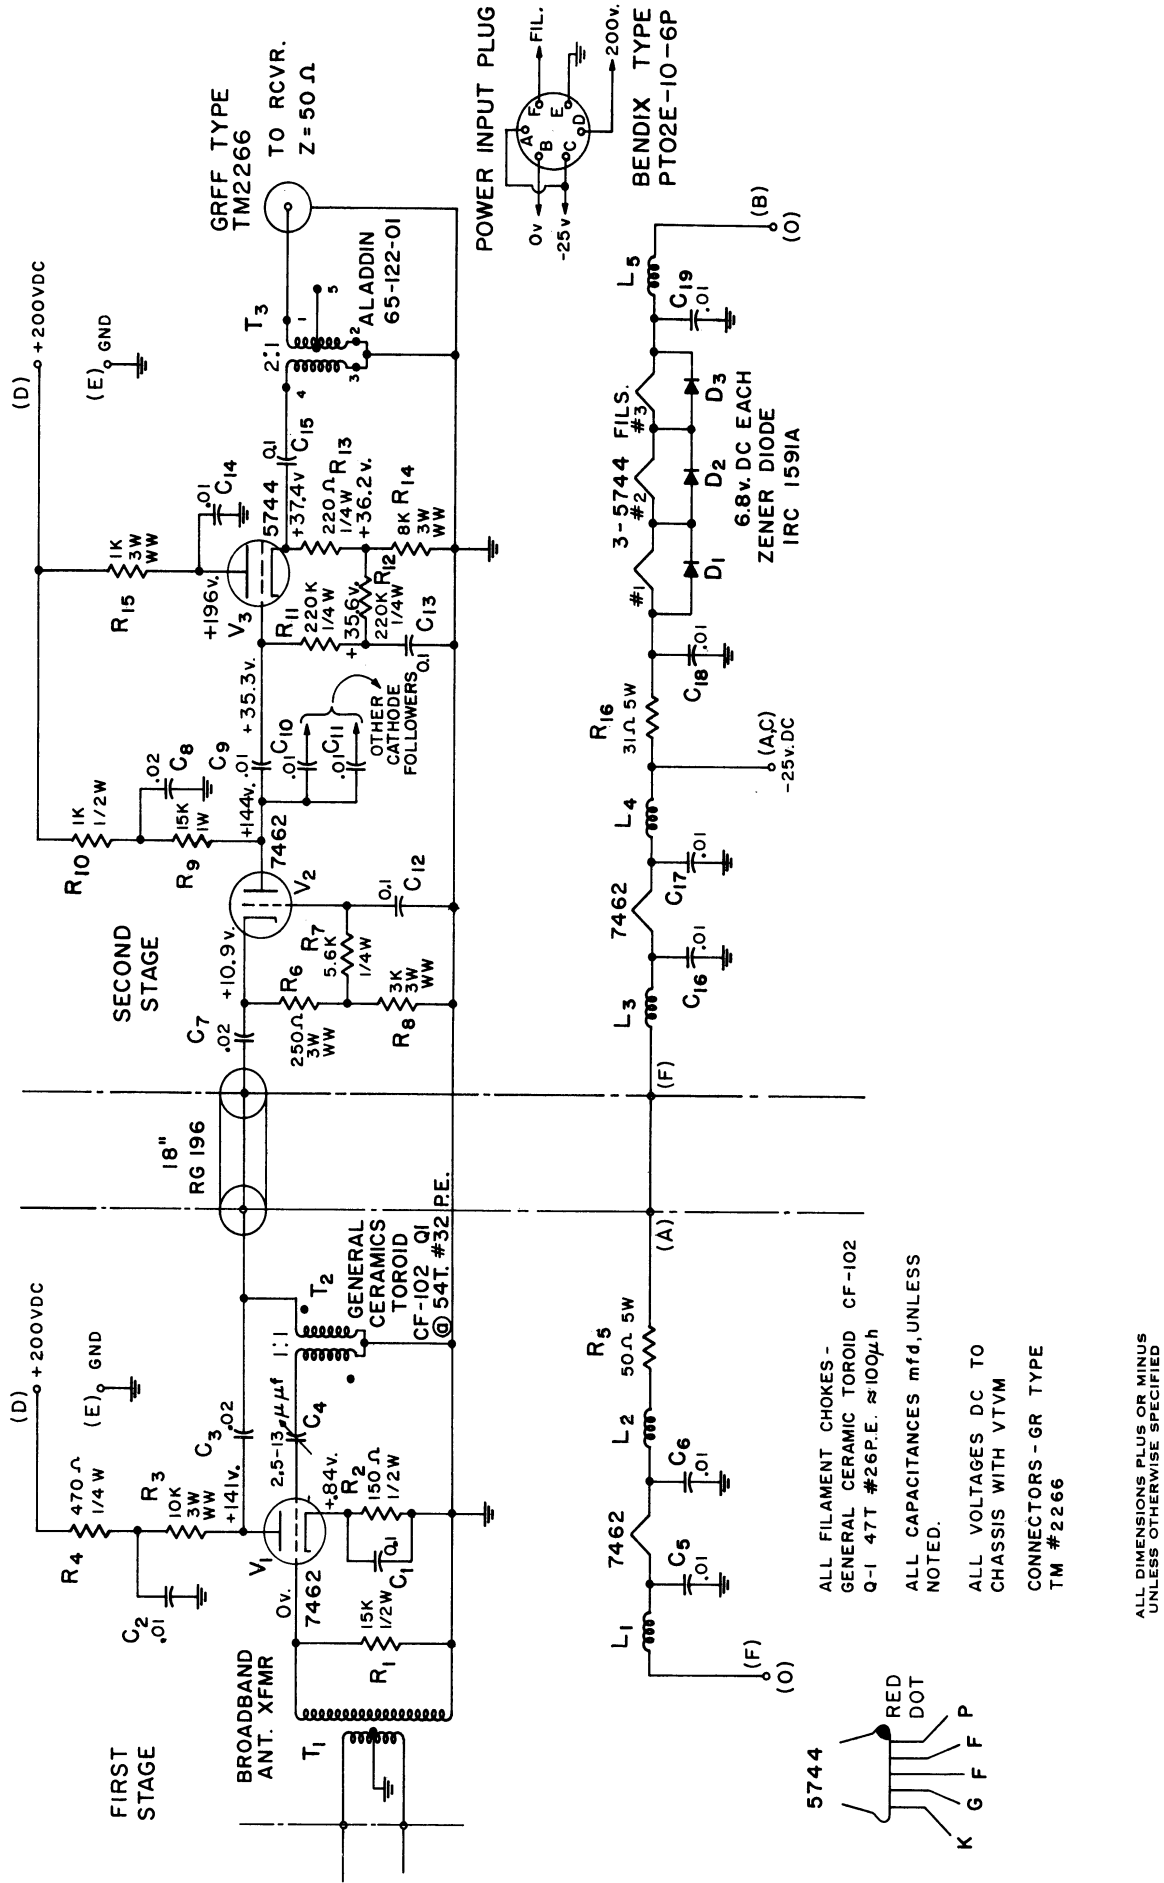 FIRST
STAGE
SECOND
STAGE
(D)
+200VDC
(E)
GND
R4
470Ω
1/4W
C2
.01
R3
10K
3W
WW
+141v.
C3
.02
BROADBAND
ANT. XFMR
T1
0v.
V1
7462
R1
15K
1/2W
C1
0.1
+.84v.
R2
150Ω
1/2W
2.5-13.μμf
C4
1:1
T2
GENERAL
CERAMICS
TOROID
CF-102 Q1
@ 54T. #32 P.E.
18"
RG 196
C7
.02
+10.9v.
R6
250Ω
3W
WW
R7
5.6K
1/4W
R8
3K
3W
WW
V2
7462
C12
0.1
R10
1K
1/2W
R9
15K
1W
.02
C8
+144v.
C9
.01
C10
.01
C11
.01
OTHER
CATHODE
FOLLOWERS
+35.3v.
(D)
+200VDC
(E)
GND
R15
1K
3W
WW
+196v.
V3
5744
.01
C14
R11
220K
1/4W
+35.6v.
R12
220K
1/4W
C13
0.1
+37.4v
220Ω
1/4W
R13
+36.2v.
8K
3W
WW
R14
0.1
C15
2:1
T3
1
2
3
4
5
ALADDIN
65-122-01
GRFF TYPE
TM2266
TO RCVR.
Z=50Ω
POWER INPUT PLUG
A
B
C
D
E
F
FIL.
0v
-25v
200v.
BENDIX TYPE
PT02E-10-6P
(F)
(O)
L1
C5
.01
7462
C6
.01
L2
R5
50Ω 5W
(A)
(F)
L3
C16
.01
7462
C17
.01
L4
(A,C)
-25v.DC
R16
31Ω 5W
C18
.01
3-5744 FILS.
#1
#2
#3
D1
D2
D3
6.8v. DC EACH
ZENER DIODE
IRC 1591A
C19
.01
L5
(B)
(O)
5744
RED
DOT
K
G
F
F
P
ALL FILAMENT CHOKES-
GENERAL CERAMIC TOROID CF-102
Q-1 47T #26P.E. ≈100μh
ALL CAPACITANCES mfd, UNLESS
NOTED.
ALL VOLTAGES DC TO
CHASSIS WITH VTVM
CONNECTORS-GR TYPE
TM #2266
ALL DIMENSIONS PLUS OR MINUS
UNLESS OTHERWISE SPECIFIED